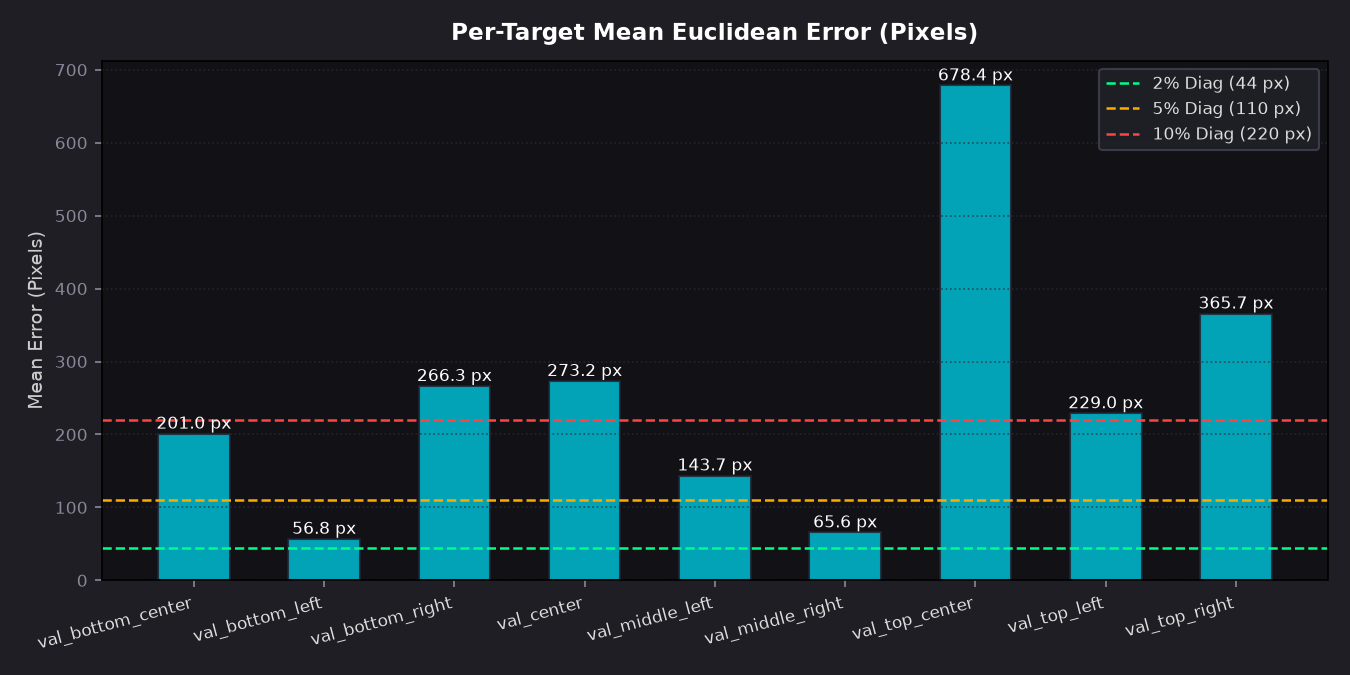 Per-Target Mean Euclidean Error (Pixels)
2% Diag (44 px)
5% Diag (110 px)
10% Diag (220 px)
Mean Error (Pixels)
700
600
500
400
300
200
100
0
201.0 px
56.8 px
266.3 px
273.2 px
143.7 px
65.6 px
678.4 px
229.0 px
365.7 px
val_bottom_center
val_bottom_left
val_bottom_right
val_center
val_middle_left
val_middle_right
val_top_center
val_top_left
val_top_right